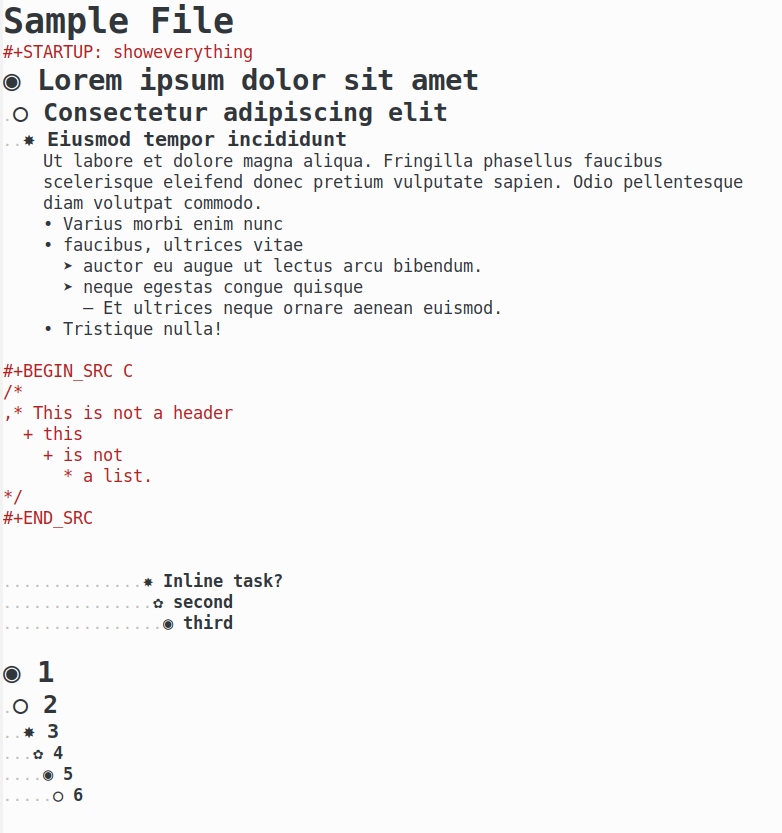 Sample File
#+STARTUP: showeverything
◉ Lorem ipsum dolor sit amet
.○ Consectetur adipiscing elit
..✸ Eiusmod tempor incididunt
Ut labore et dolore magna aliqua. Fringilla phasellus faucibus
scelerisque eleifend donec pretium vulputate sapien. Odio pellentesque
diam volutpat commodo.
• Varius morbi enim nunc
• faucibus, ultrices vitae
➤ auctor eu augue ut lectus arcu bibendum.
➤ neque egestas congue quisque
– Et ultrices neque ornare aenean euismod.
• Tristique nulla!
#+BEGIN_SRC C
/*
,* This is not a header
+ this
+ is not
* a list.
*/
#+END_SRC
..............✸ Inline task?
...............✿ second
................◉ third
◉ 1
.○ 2
..✸ 3
...✿ 4
....◉ 5
.....○ 6